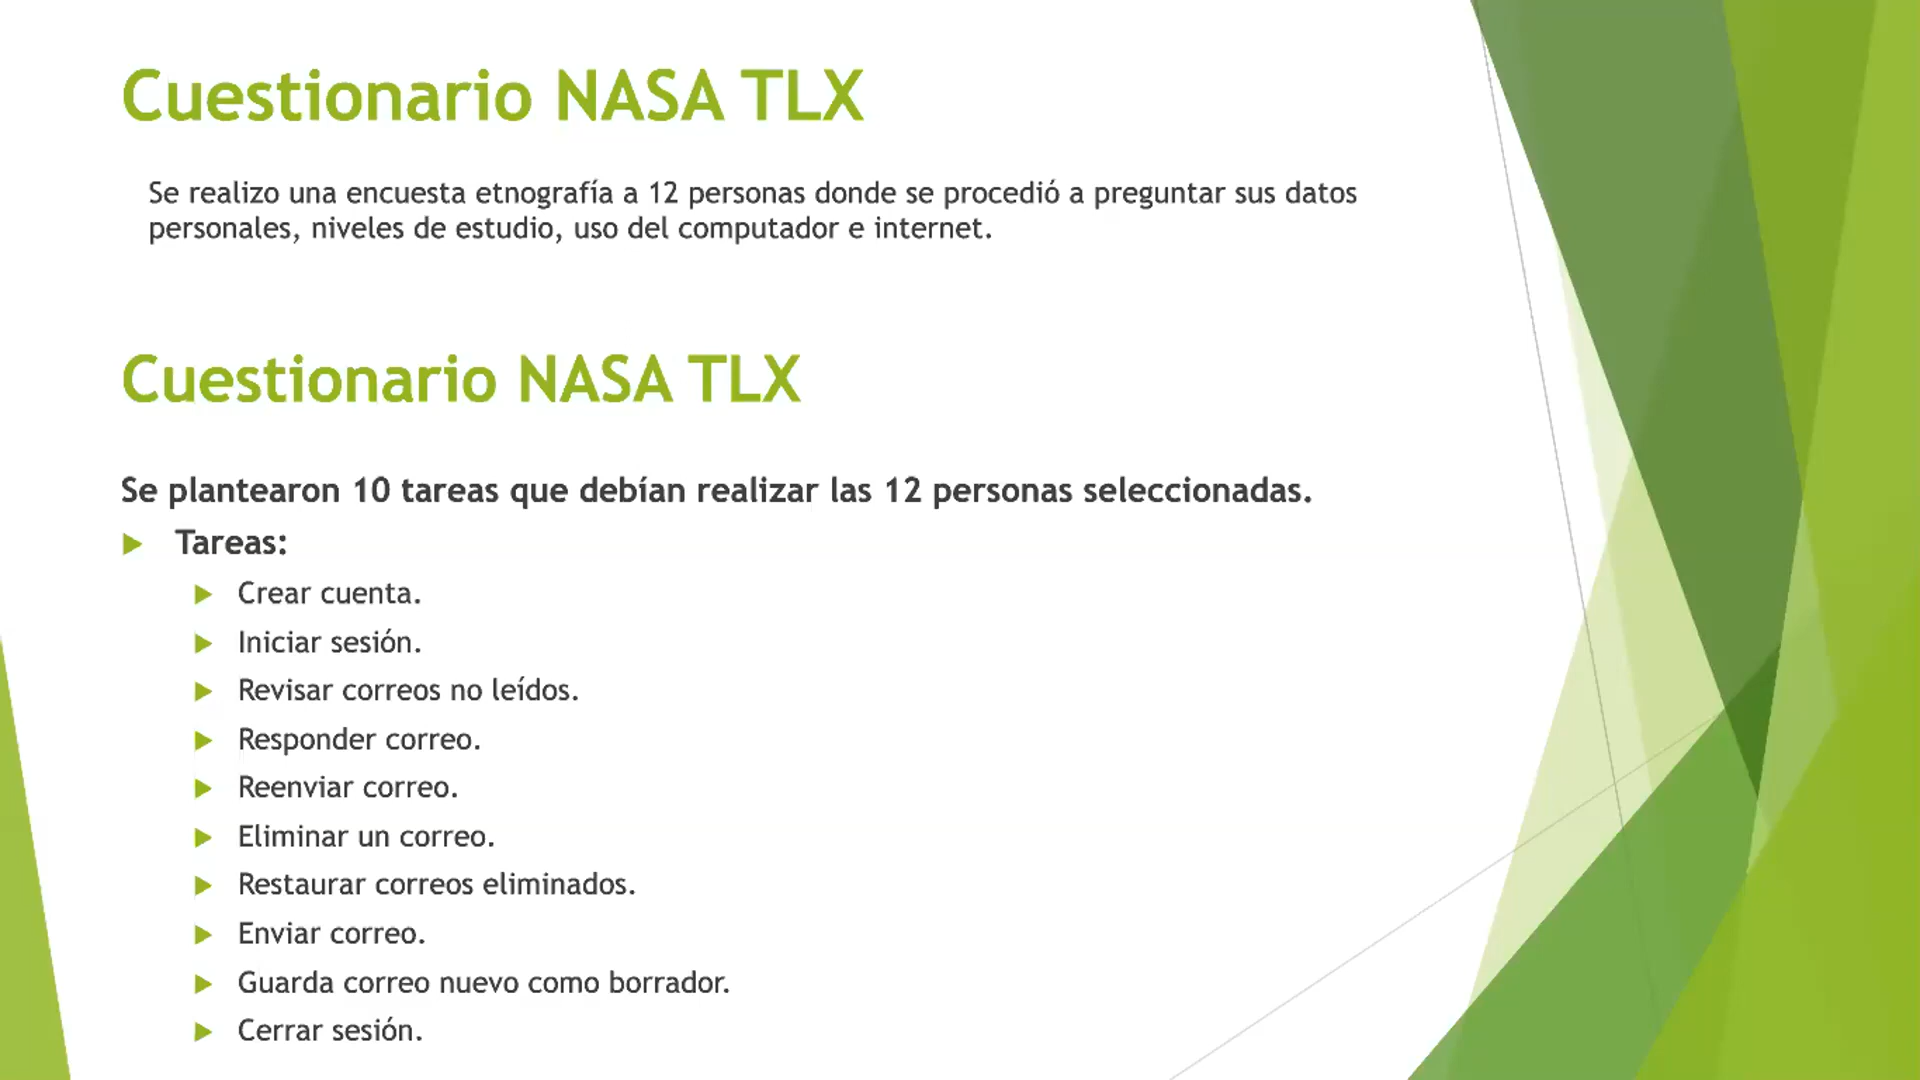 Cuestionario NASA TLX
Se realizo una encuesta etnografía a 12 personas donde se procedió a preguntar sus datos
personales, niveles de estudio, uso del computador e internet.
Cuestionario NASA TLX
Se plantearon 10 tareas que debían realizar las 12 personas seleccionadas.
Tareas:
Crear cuenta.
Iniciar sesión.
Revisar correos no leídos.
Responder correo.
Reenviar correo.
Eliminar un correo.
Restaurar correos eliminados.
Enviar correo.
Guarda correo nuevo como borrador.
Cerrar sesión.